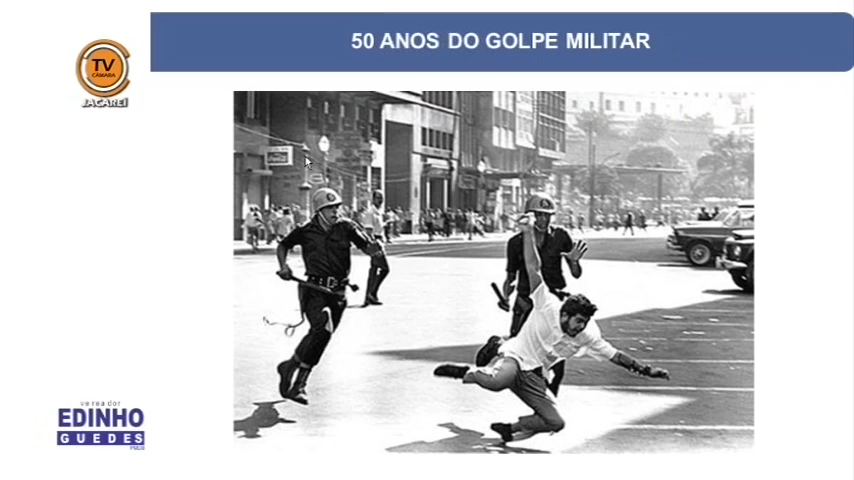 50 ANOS DO GOLPE MILITAR
TV
CÂMARA
JACAREÍ
vereador
EDINHO
GUEDES